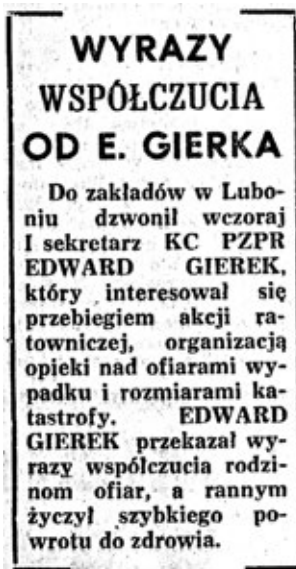 WYRAZY
WSPÓŁCZUCIA
OD E. GIERKA
Do zakładów w Lubo-
niu dzwonił wczoraj
I sekretarz KC PZPR
EDWARD GIEREK,
który interesował się
przebiegiem akcji ra-
towniczej, organizacją
opieki nad ofiarami wy-
padku i rozmiarami ka-
tastrofy. EDWARD
GIEREK przekazał wy-
razy współczucia rodzi-
nom ofiar, a rannym
życzył szybkiego po-
wrotu do zdrowia.